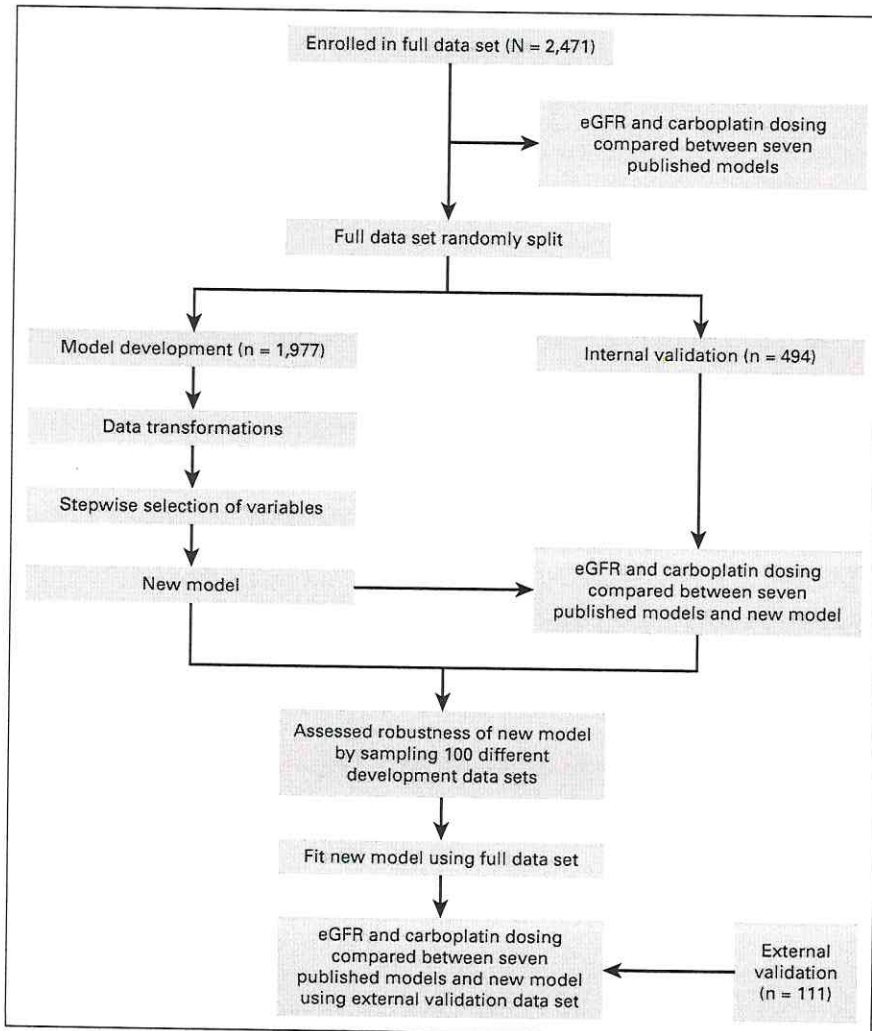 Enrolled in full data set (N = 2,471)
eGFR and carboplatin dosing
compared between seven
published models
Full data set randomly split
Model development (n = 1,977)
Internal validation (n = 494)
Data transformations
Stepwise selection of variables
New model
eGFR and carboplatin dosing
compared between seven
published models and new model
Assessed robustness of new model
by sampling 100 different
development data sets
Fit new model using full data set
eGFR and carboplatin dosing
compared between seven
published models and new model
using external validation data set
External
validation
(n = 111)